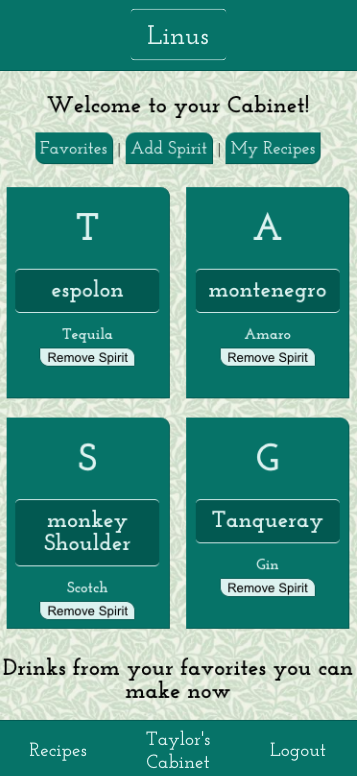 Linus
Welcome to your Cabinet!
Favorites | Add Spirit | My Recipes
T
espolon
Tequila
Remove Spirit
A
montenegro
Amaro
Remove Spirit
S
monkey
Shoulder
Scotch
Remove Spirit
G
Tanqueray
Gin
Remove Spirit
Drinks from your favorites you can
make now
Recipes
Taylor's
Cabinet
Logout